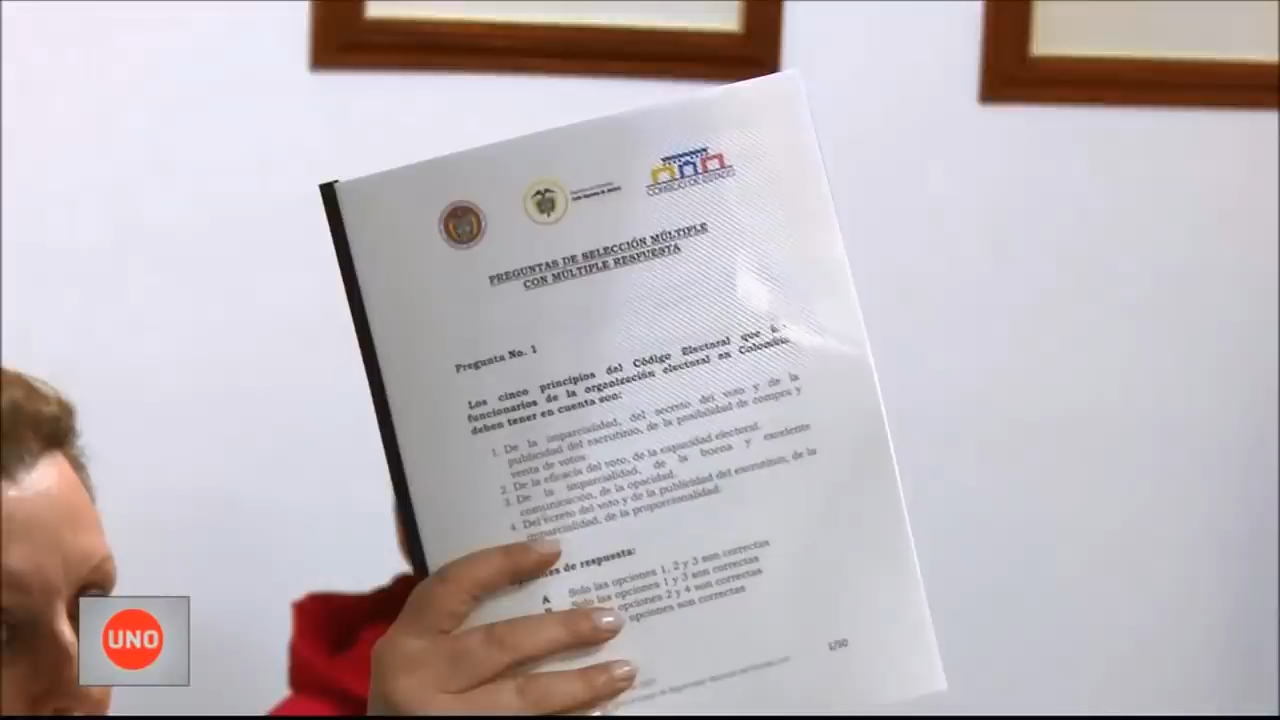 CONSEJO DE ESTADO
PREGUNTAS DE SELECCIÓN MÚLTIPLE
CON MÚLTIPLE RESPUESTA
Pregunta No. 1
Los cinco principios del Código Electoral que
funcionarios de la organización electoral en Colombia
deben tener en cuenta son:
1. De la imparcialidad, del secreto del voto y de la
publicidad del escrutinio, de la posibilidad de compra y
venta de votos.
2. De la eficacia del voto, de la capacidad electoral.
3. De la imparcialidad, de la buena y excelente
comunicación, de la opacidad.
4. Del ecreto del voto y de la publicidad del escrutinio, de la
imparcialidad, de la proporcionalidad.
de respuesta:
A Solo las opciones 1, 2 y 3 son correctas
B Solo las opciones 1 y 3 son correctas
opciones 2 y 4 son correctas
opciones son correctas
1/50
UNO